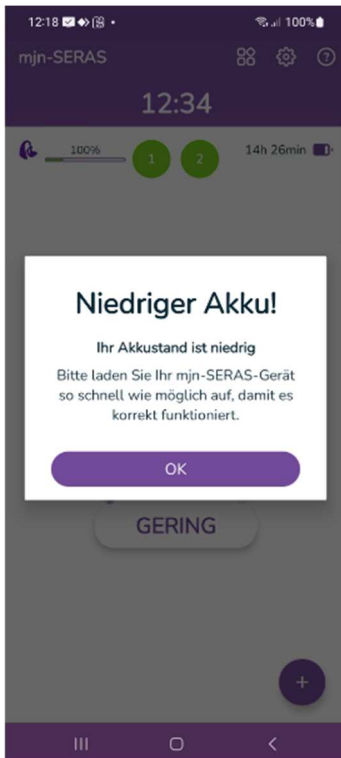 12:18 100%
mjn-SERAS
12:34
100% 1 2 14h 26min
Niedriger Akku!
Ihr Akkustand ist niedrig
Bitte laden Sie Ihr mjn-SERAS-Gerät
so schnell wie möglich auf, damit es
korrekt funktioniert.
OK
GERING